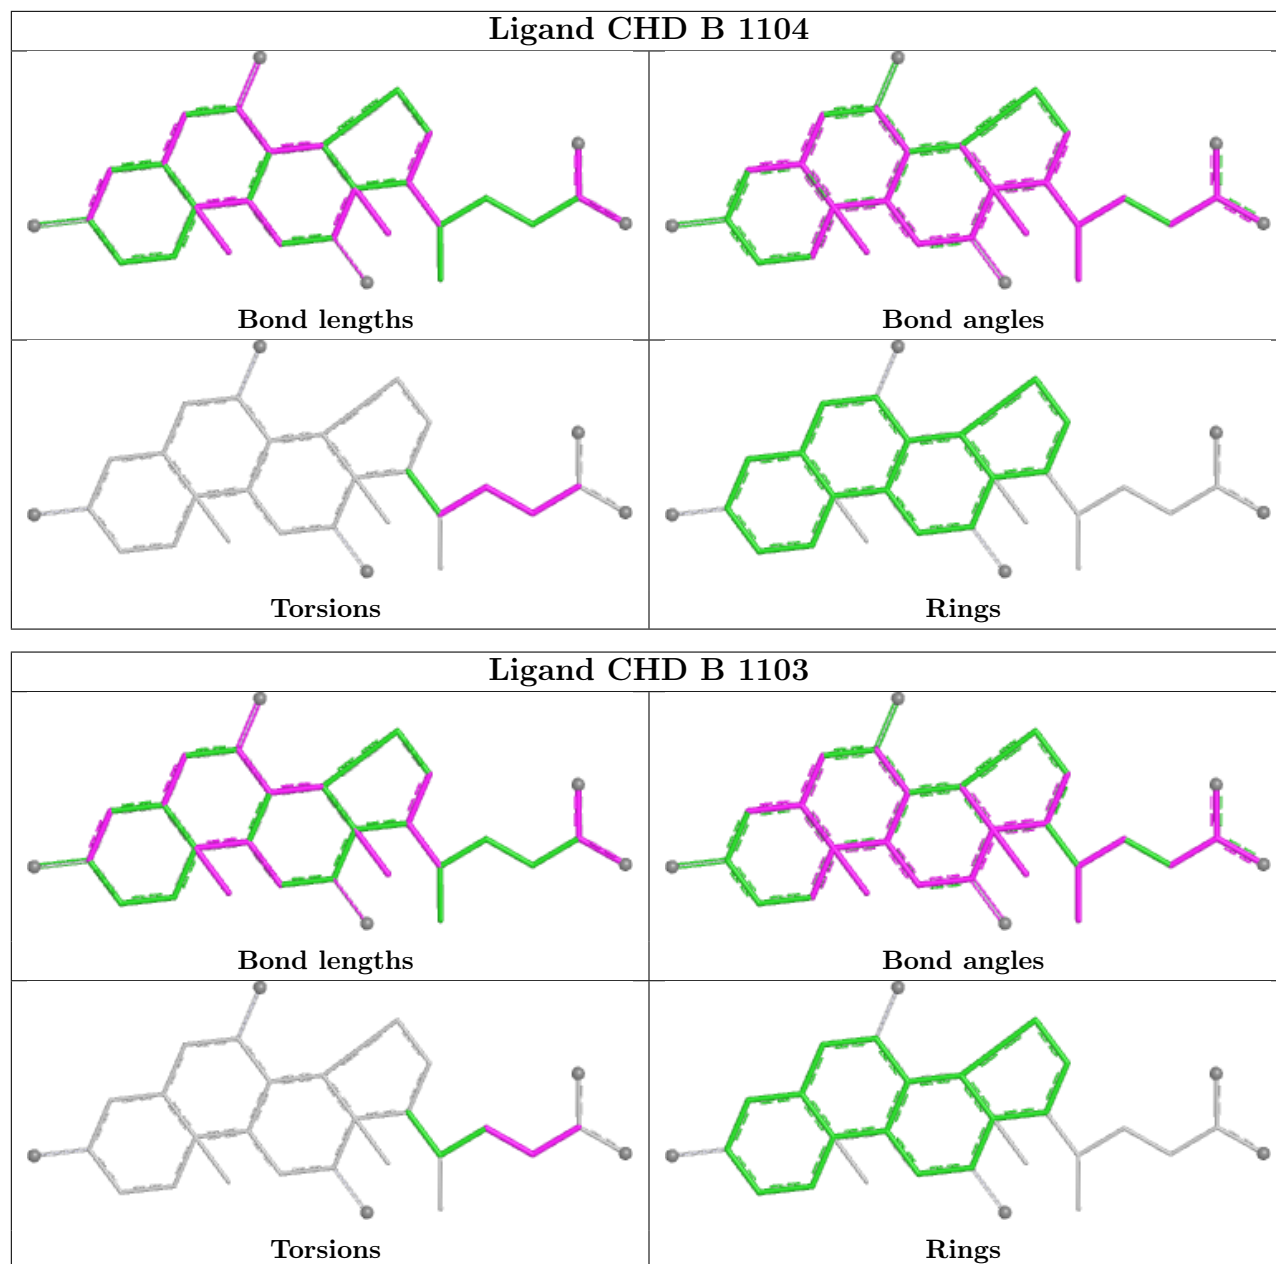 Ligand CHD B 1104
Bond lengths
Bond angles
Torsions
Rings
Ligand CHD B 1103
Bond lengths
Bond angles
Torsions
Rings